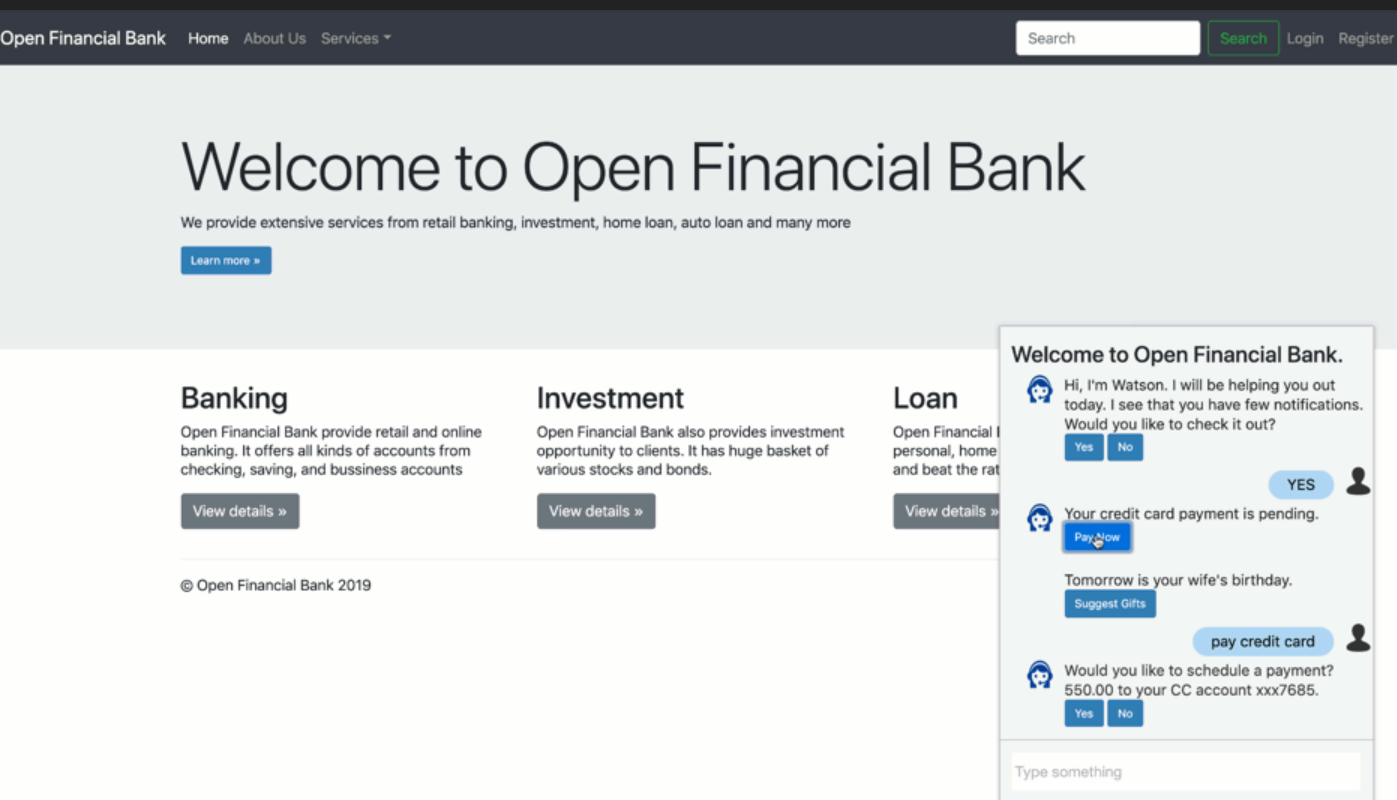 Open Financial Bank Home About Us Services Search Search Login Register
Welcome to Open Financial Bank
We provide extensive services from retail banking, investment, home loan, auto loan and many more
Learn more »
Banking
Open Financial Bank provide retail and online
banking. It offers all kinds of accounts from
checking, saving, and bussiness accounts
View details »
Investment
Open Financial Bank also provides investment
opportunity to clients. It has huge basket of
various stocks and bonds.
View details »
Loan
Open Financial
personal, home
and beat the
View details »
© Open Financial Bank 2019
Welcome to Open Financial Bank.
Hi, I'm Watson. I will be helping you out
today. I see that you have few notifications.
Would you like to check it out?
Yes No
YES
Your credit card payment is pending.
Pay Now
Tomorrow is your wife's birthday.
Suggest Gifts
pay credit card
Would you like to schedule a payment?
550.00 to your CC account xxx7685.
Yes No
Type something